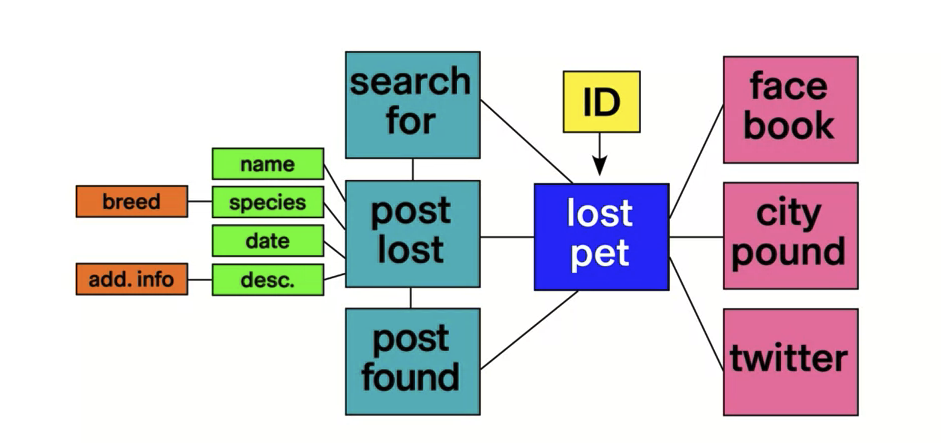 search
for
ID
face
book
name
breed
species
post
lost
lost
pet
city
pound
date
add. info
desc.
post
found
twitter